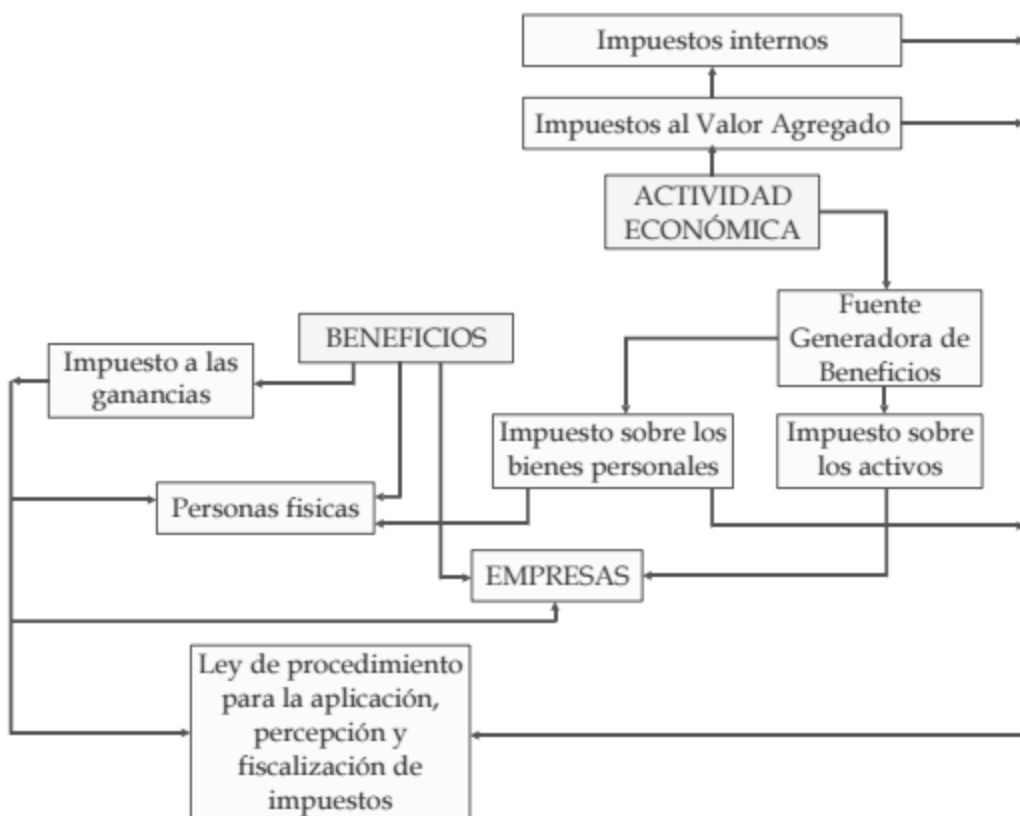 Impuestos internos
Impuestos al Valor Agregado
ACTIVIDAD
ECONÓMICA
Fuente
Generadora de
Beneficios
BENEFICIOS
Impuesto a las
ganancias
Impuesto sobre los
bienes personales
Impuesto sobre
los activos
Personas fisicas
EMPRESAS
Ley de procedimiento
para la aplicación,
percepción y
fiscalización de
impuestos